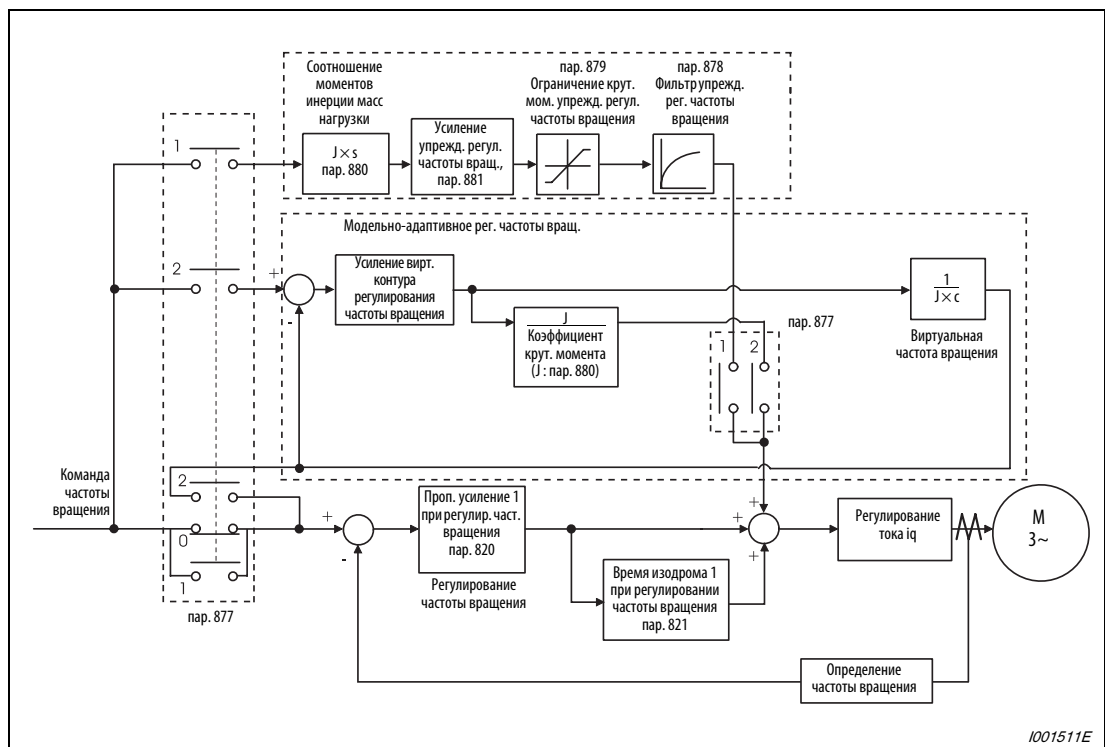 Соотношение
моментов
инерции масс
нагрузки
пар. 879
Ограничение крут.
мом. упрежд. регул.
частоты вращения
пар. 878
Фильтр упрежд.
рег. частоты
вращения
1
J×s
пар. 880
Усиление
упрежд. регул.
частоты вращ.,
пар. 881
Модельно-адаптивное рег. частоты вращ.
2
+
-
Усиление вирт.
контура
регулирования
частоты вращения
J
Коэффициент
крут. момента
(J : пар. 880)
пар. 877
1 2
1
J×c
Виртуальная
частота вращения
Команда
частоты
вращения
2
0
1
пар. 877
+
-
Проп. усиление 1
при регулир. част.
вращения
пар. 820
Регулирование
частоты вращения
Время изодрома 1
при регулировании
частоты вращения
пар. 821
+
+
+
Регулирование
тока iq
M
3~
Определение
частоты вращения
I001511E